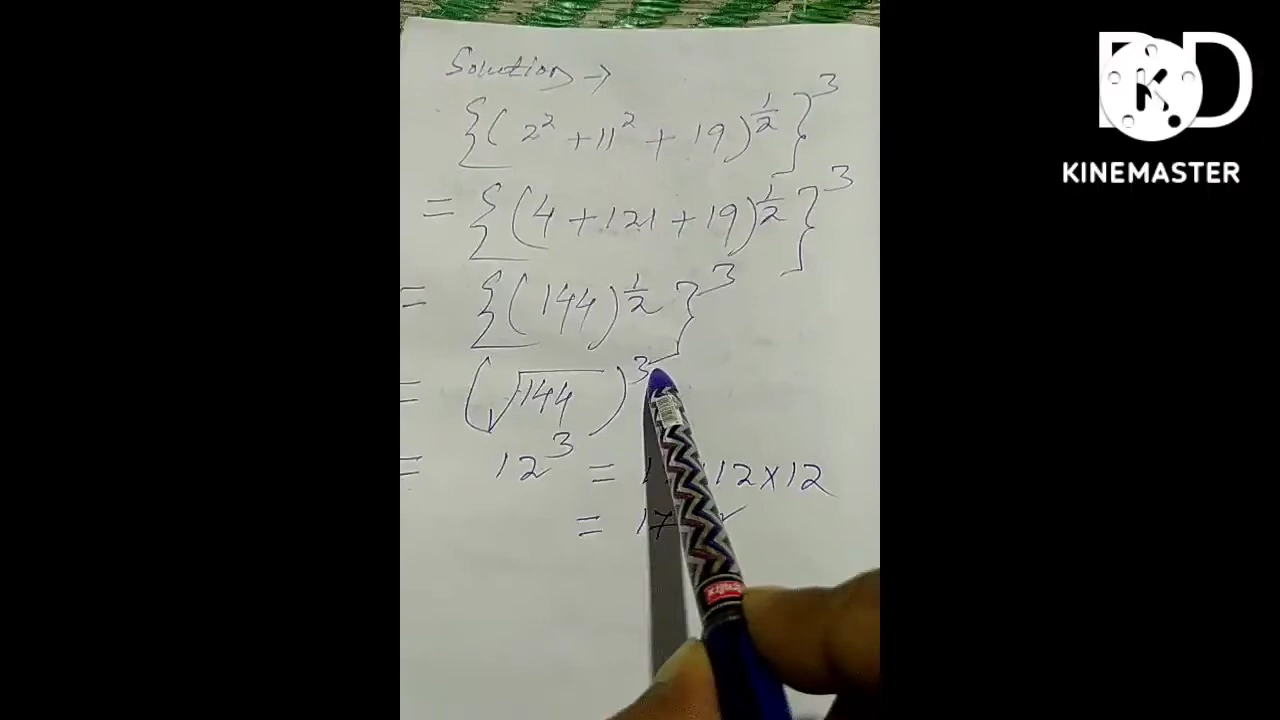 Solution →
{(2² + 11² + 19)^½}³
= {(4 + 121 + 19)^½}³
= {(144)^½}³
= (√144)³
= 12³ = 12×12
= 17
KINEMASTER